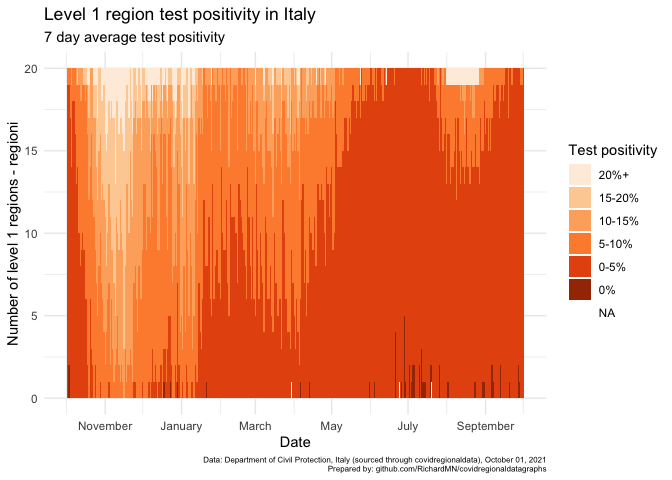 Level 1 region test positivity in Italy
7 day average test positivity
Number of level 1 regions - regioni
20
15
10
5
0
November January March May July September
Date
Test positivity
20%+
15-20%
10-15%
5-10%
0-5%
0%
NA
Data: Department of Civil Protection, Italy (sourced through covidregionaldata), October 01, 2021
Prepared by: github.com/RichardMN/covidregionaldatagraphs